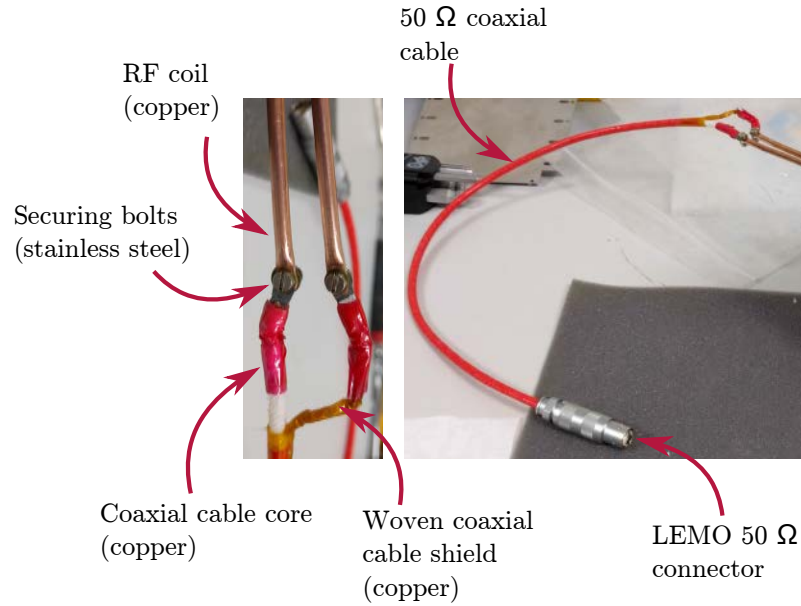 50 Ω coaxial
cable
RF coil
(copper)
Securing bolts
(stainless steel)
Coaxial cable core
(copper)
Woven coaxial
cable shield
(copper)
LEMO 50 Ω
connector